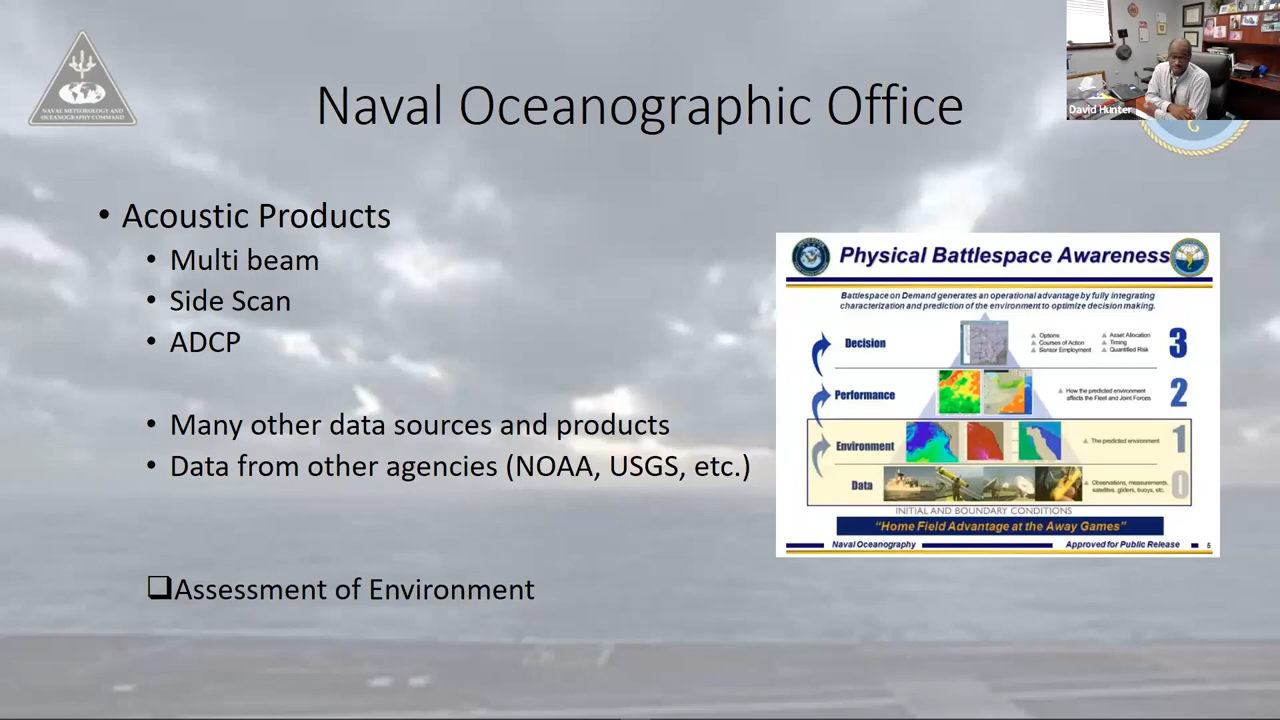 NAVAL METEOROLOGY AND
OCEANOGRAPHY COMMAND
Naval Oceanographic Office
David Hunter
• Acoustic Products
• Multi beam
• Side Scan
• ADCP
• Many other data sources and products
• Data from other agencies (NOAA, USGS, etc.)
❑Assessment of Environment
Physical Battlespace Awareness
Battlespace on Demand generates an operational advantage by fully integrating
characterization and prediction of the environment to optimize decision making.
Decision
Options
Courses of Action
Sensor Employment
Asset Allocation
Timing
Quantified Risk
3
Performance
How the predicted environment
affects the Fleet and Joint Forces
2
Environment
The predicted environment
1
Data
Observations, measurements,
satellites, gliders, buoys, etc.
0
INITIAL AND BOUNDARY CONDITIONS
“Home Field Advantage at the Away Games”
Naval Oceanography
Approved for Public Release
5